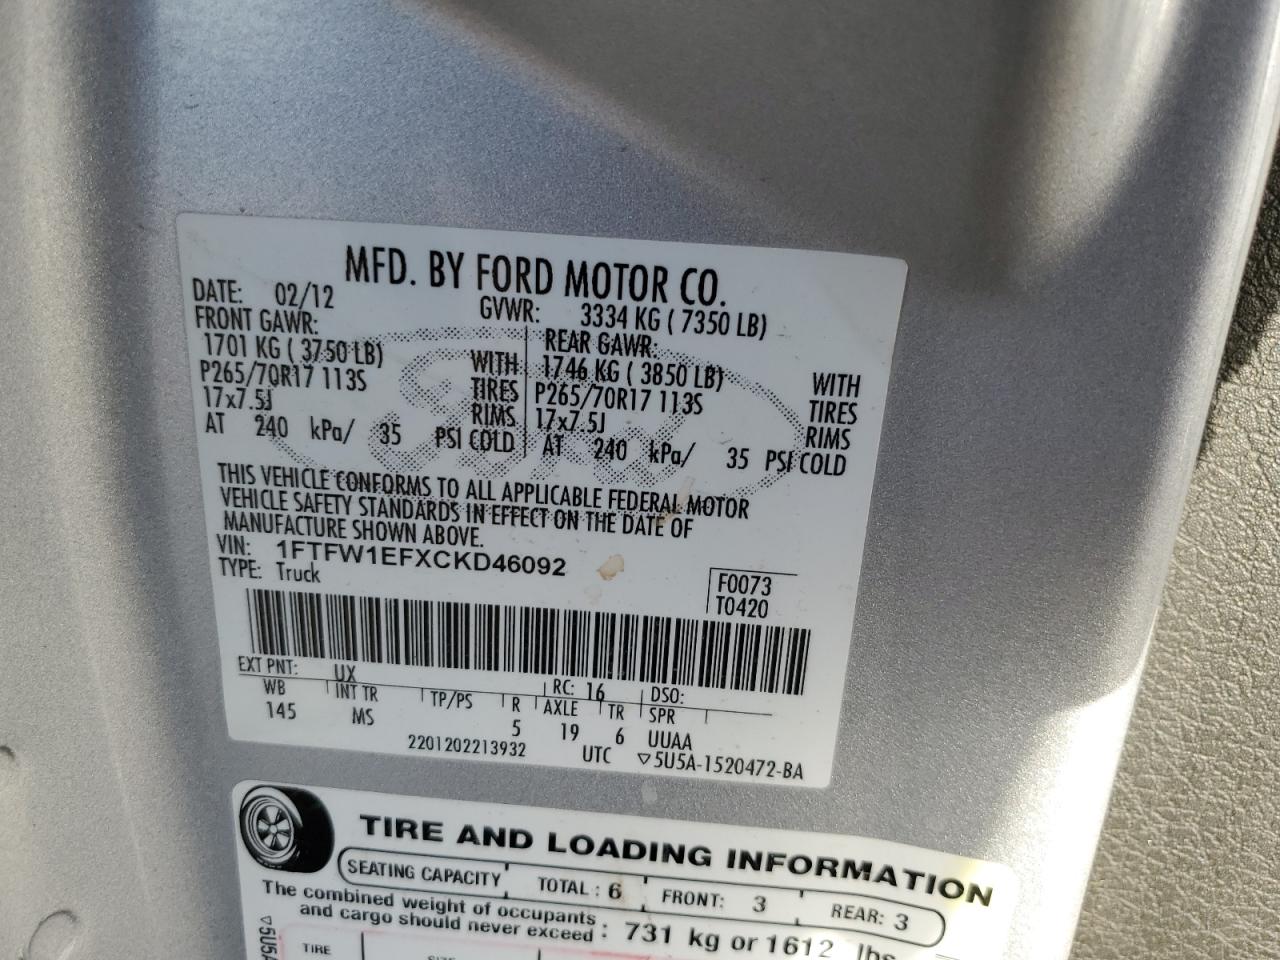 MFD. BY FORD MOTOR CO.
DATE: 02/12 GVWR: 3334 KG ( 7350 LB)
FRONT GAWR: REAR GAWR:
1701 KG ( 3750 LB) WITH 1746 KG ( 3850 LB) WITH
P265/70R17 113S TIRES P265/70R17 113S TIRES
17x7.5J RIMS 17x7.5J RIMS
AT 240 kPa/ 35 PSI COLD AT 240 kPa/ 35 PSI COLD
THIS VEHICLE CONFORMS TO ALL APPLICABLE FEDERAL MOTOR
VEHICLE SAFETY STANDARDS IN EFFECT ON THE DATE OF
MANUFACTURE SHOWN ABOVE.
VIN: 1FTFW1EFXCKD46092
TYPE: Truck
F0073
T0420
EXT PNT: UX RC: 16 DSO:
WB INT TR TP/PS R AXLE TR SPR
145 MS 5 19 6 UUAA
2201202213932 UTC ▽5U5A-1520472-BA
TIRE AND LOADING INFORMATION
SEATING CAPACITY TOTAL : 6 FRONT: 3 REAR: 3
The combined weight of occupants
and cargo should never exceed : 731 kg or 1612 lbs
▽5U5A
TIRE